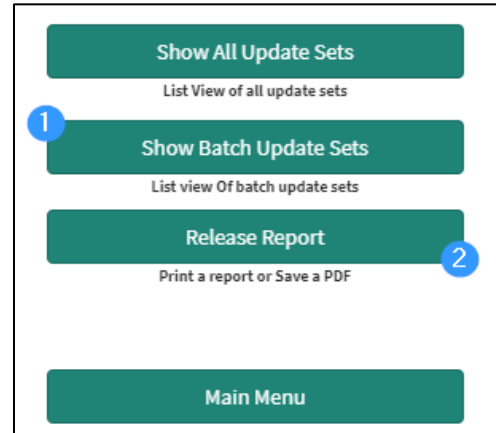 Show All Update Sets
List View of all update sets
1
Show Batch Update Sets
List view Of batch update sets
Release Report
2
Print a report or Save a PDF
Main Menu